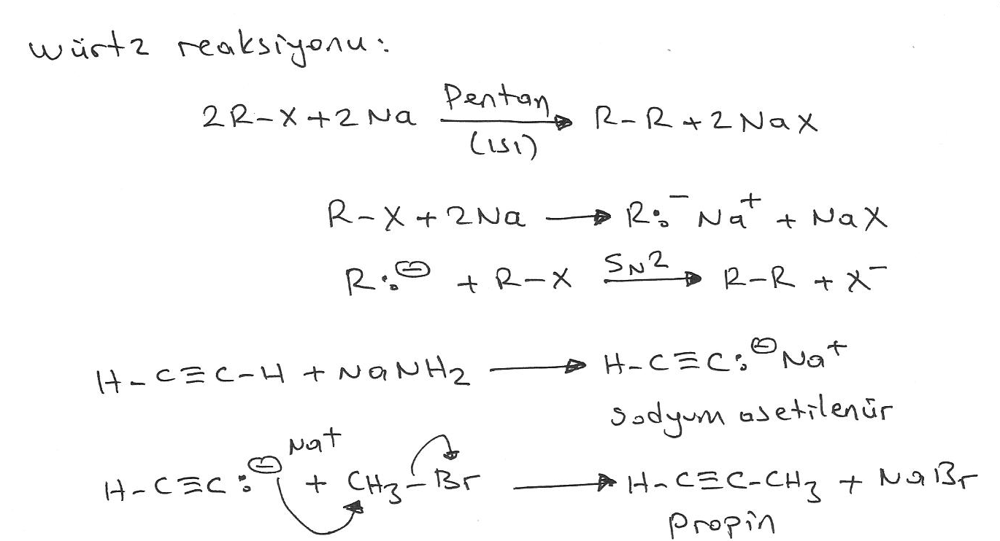 Würtz reaksiyonu:
2R-X + 2Na Pentan (ısı) → R-R + 2NaX
R-X + 2Na → R:⁻ Na⁺ + NaX
R:⊖ + R-X SN2 → R-R + X⁻
H-C≡C-H + NaNH₂ → H-C≡C:⊖ Na⁺
sodyum asetilenür
H-C≡C:⊖ Na⁺ + CH₃-Br → H-C≡C-CH₃ + NaBr
propin